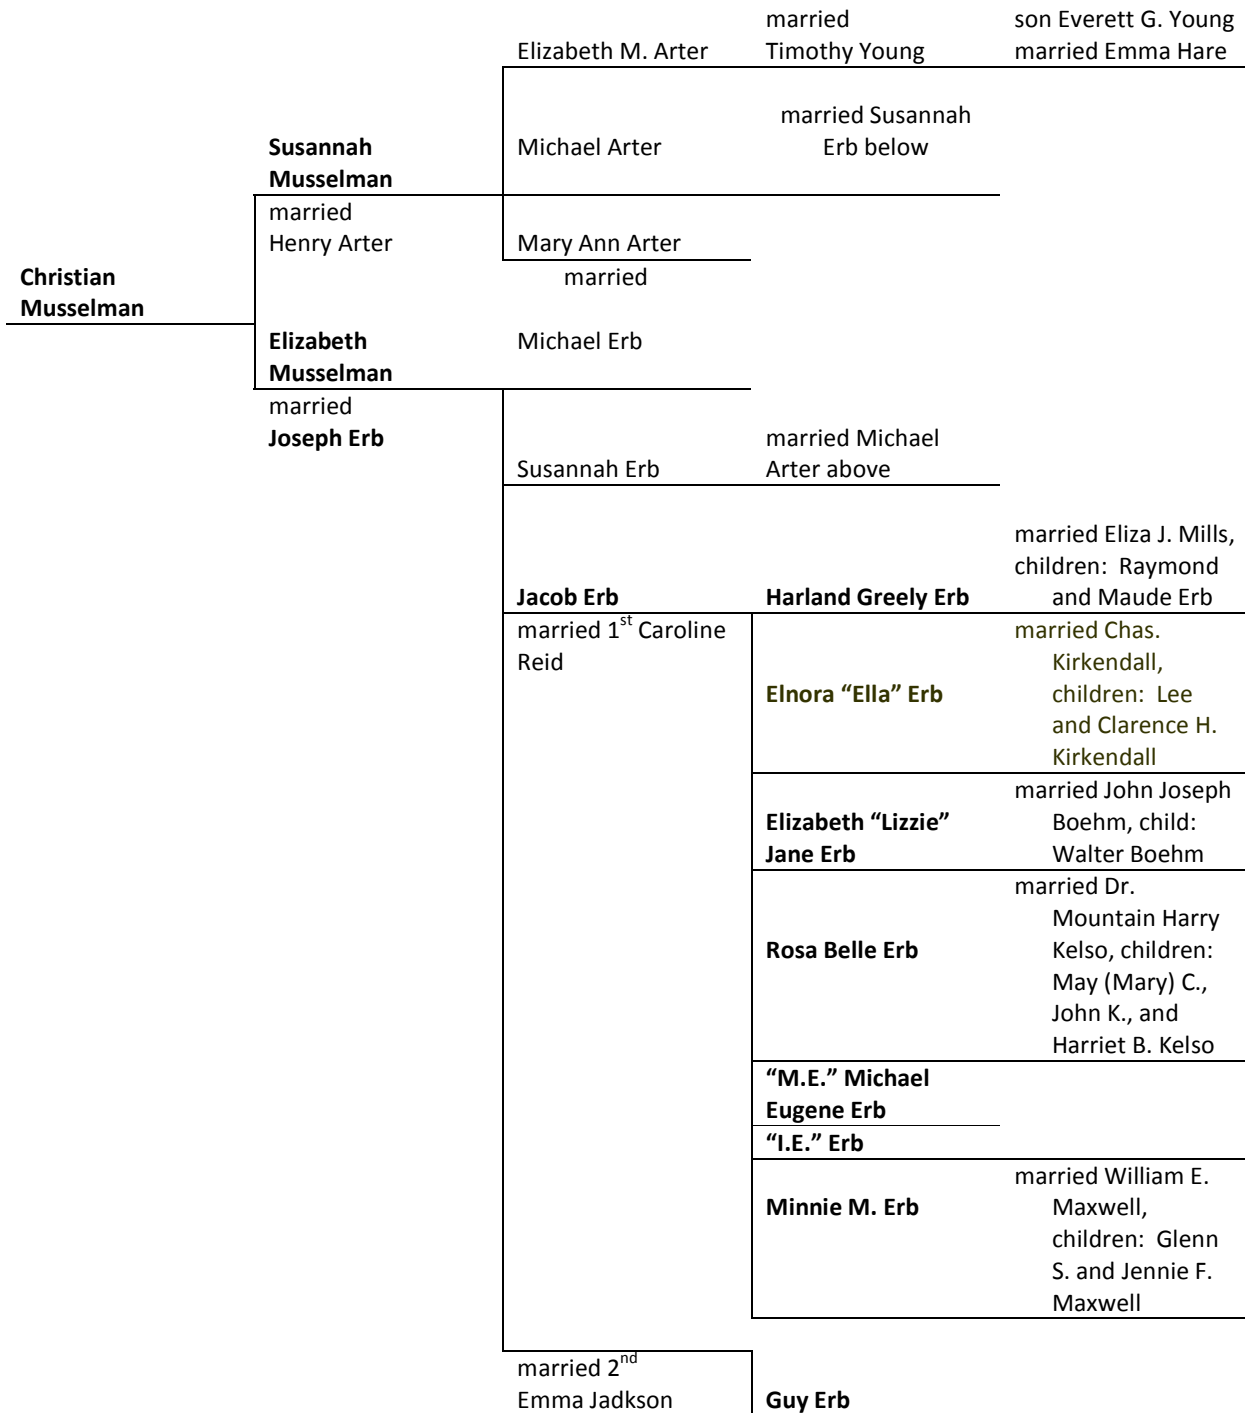 married
son Everett G. Young
Elizabeth M. Arter
Timothy Young
married Emma Hare
married Susannah
Susannah
Michael Arter
Erb below
Musselman
married
Henry Arter
Mary Ann Arter
Christian
married
Musselman
Elizabeth
Michael Erb
Musselman
married
Joseph Erb
married Michael
Susannah Erb
Arter above
married Eliza J. Mills,
children: Raymond
Jacob Erb
Harland Greely Erb
and Maude Erb
married 1st Caroline
married Chas.
Reid
Kirkendall,
Elnora “Ella” Erb
children: Lee
and Clarence H.
Kirkendall
married John Joseph
Elizabeth “Lizzie”
Boehm, child:
Jane Erb
Walter Boehm
married Dr.
Mountain Harry
Rosa Belle Erb
Kelso, children:
May (Mary) C.,
John K., and
Harriet B. Kelso
“M.E.” Michael
Eugene Erb
“I.E.” Erb
married William E.
Minnie M. Erb
Maxwell,
children: Glenn
S. and Jennie F.
Maxwell
married 2nd
Emma Jadkson
Guy Erb